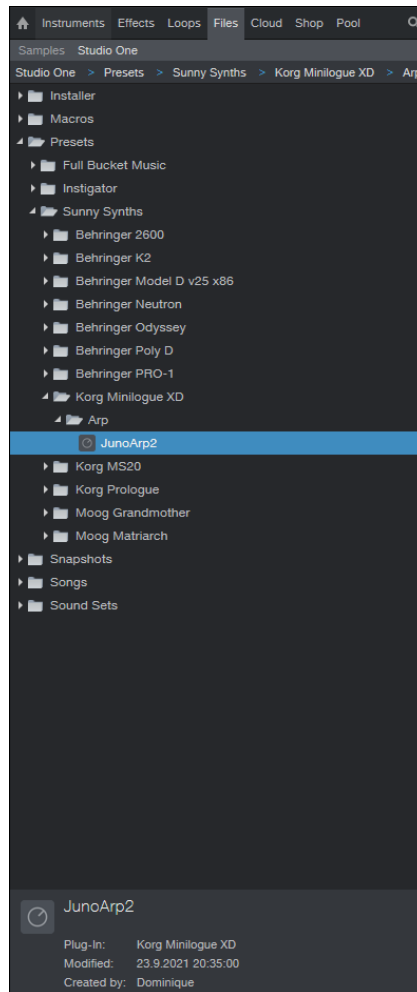 Instruments Effects Loops Files Cloud Shop Pool
Samples Studio One
Studio One > Presets > Sunny Synths > Korg Minilogue XD > Arp
Installer
Macros
Presets
Full Bucket Music
Instigator
Sunny Synths
Behringer 2600
Behringer K2
Behringer Model D v25 x86
Behringer Neutron
Behringer Odyssey
Behringer Poly D
Behringer PRO-1
Korg Minilogue XD
Arp
JunoArp2
Korg MS20
Korg Prologue
Moog Grandmother
Moog Matriarch
Snapshots
Songs
Sound Sets
JunoArp2
Plug-In: Korg Minilogue XD
Modified: 23.9.2021 20:35:00
Created by: Dominique